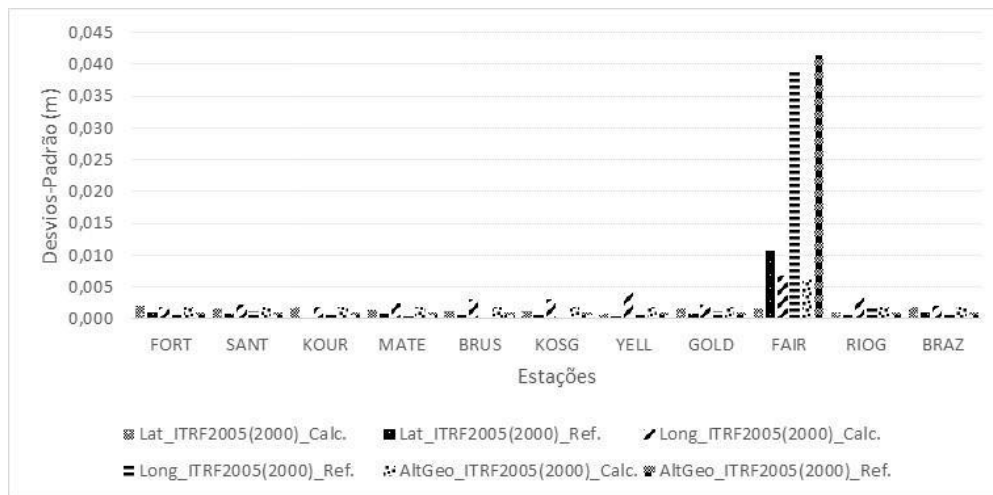 Desvios-Padrão (m)
0,045
0,040
0,035
0,030
0,025
0,020
0,015
0,010
0,005
0,000
FORT SANT KOUR MATE BRUS KOSG YELL GOLD FAIR RIOG BRAZ
Estações
Lat_ITRF2005(2000)_Calc. Lat_ITRF2005(2000)_Ref. Long_ITRF2005(2000)_Calc.
Long_ITRF2005(2000)_Ref. AltGeo_ITRF2005(2000)_Calc. AltGeo_ITRF2005(2000)_Ref.